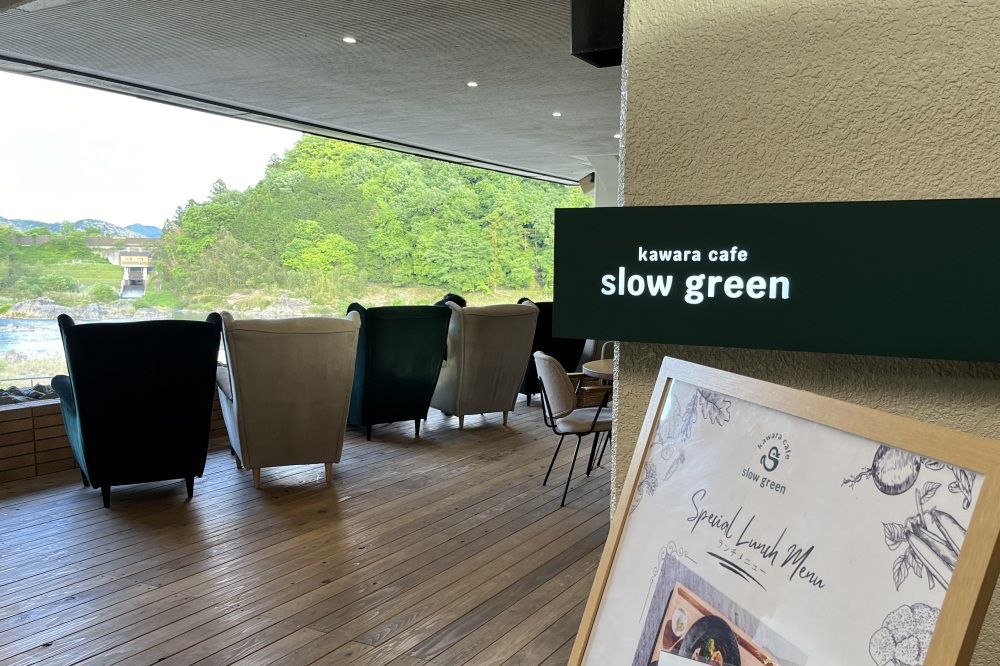 kawara cafe
slow green
kawara cafe
slow green
Special Lunch Menu
ランチメニュー